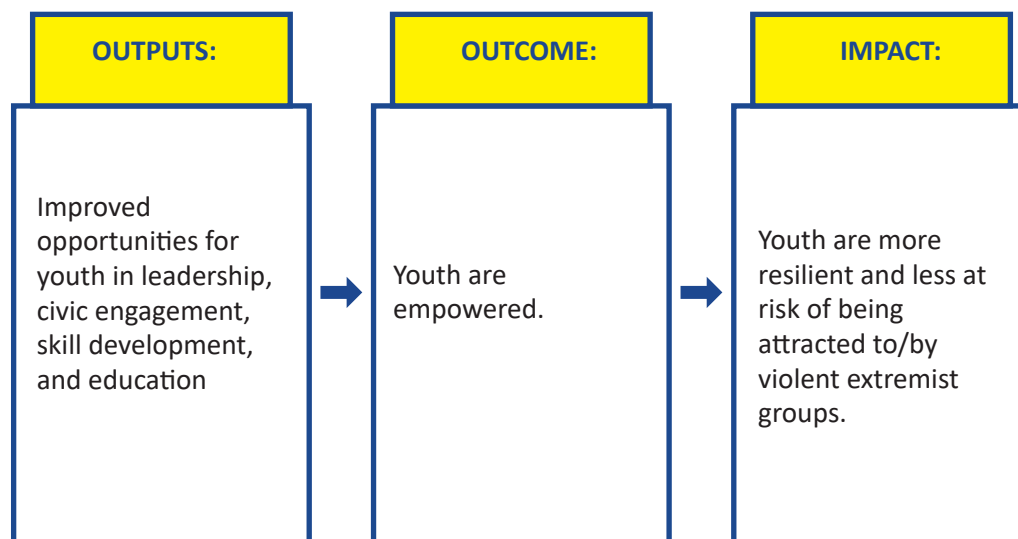 OUTPUTS:
Improved
opportunities for
youth in leadership,
civic engagement,
skill development,
and education
OUTCOME:
Youth are
empowered.
IMPACT:
Youth are more
resilient and less at
risk of being
attracted to/by
violent extremist
groups.